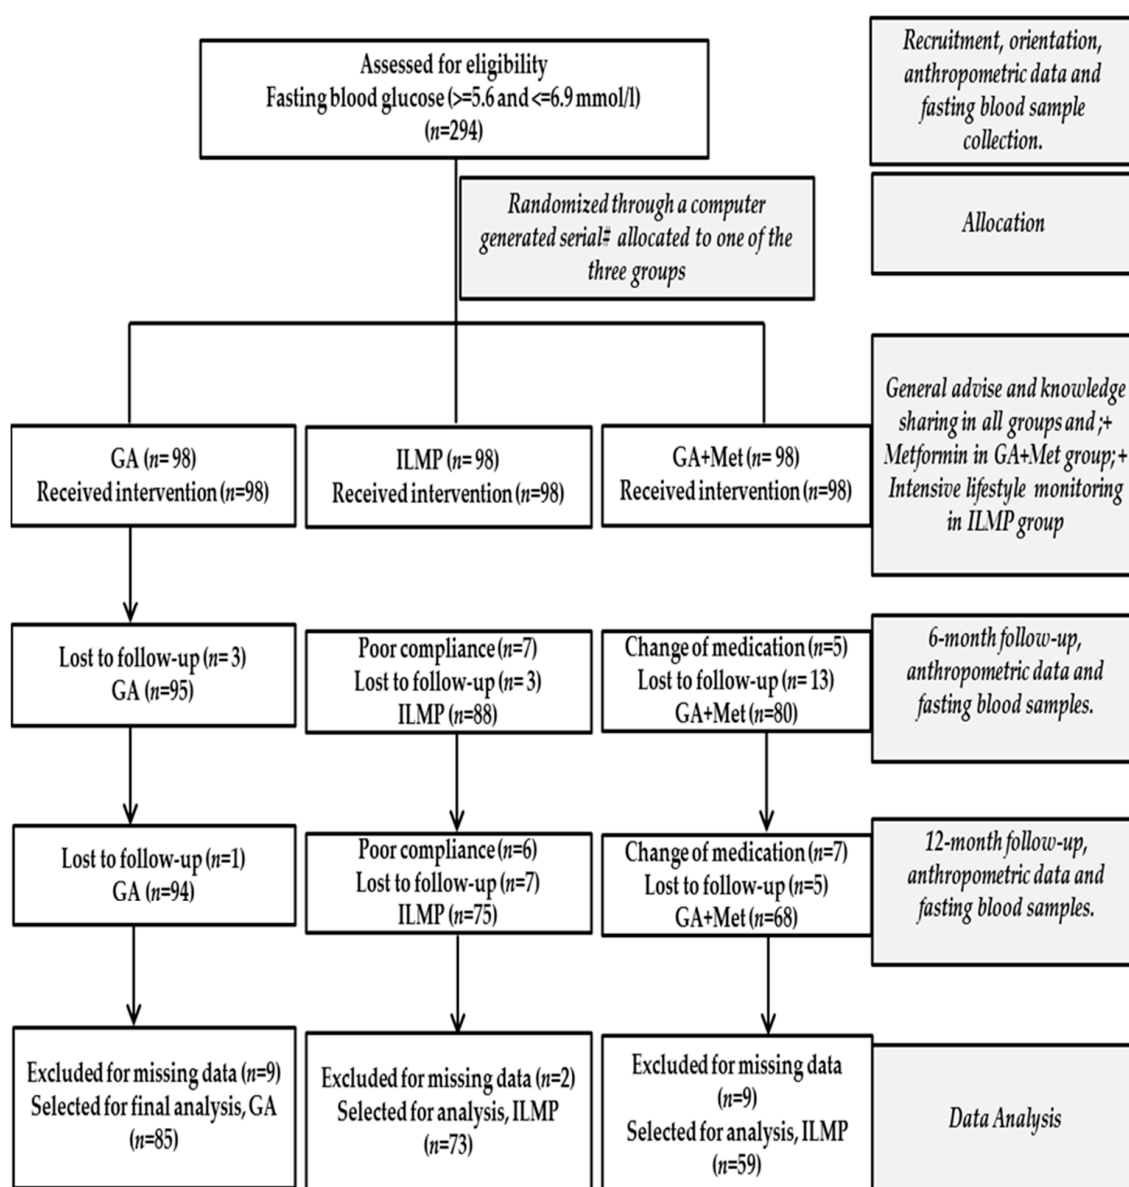 Assessed for eligibility
Fasting blood glucose (>=5.6 and <=6.9 mmol/l)
(n=294)
Recruitment, orientation,
anthropometric data and
fasting blood sample
collection.
Randomized through a computer
generated serial# allocated to one of the
three groups
Allocation
GA (n= 98)
Received intervention (n=98)
ILMP (n= 98)
Received intervention (n=98)
GA+Met (n= 98)
Received intervention (n=98)
General advise and knowledge
sharing in all groups and ;+
Metformin in GA+Met group; +
Intensive lifestyle monitoring
in ILMP group
Lost to follow-up (n= 3)
GA (n=95)
Poor compliance (n=7)
Lost to follow-up (n= 3)
ILMP (n=88)
Change of medication (n=5)
Lost to follow-up (n= 13)
GA+Met (n=80)
6-month follow-up,
anthropometric data and
fasting blood samples.
Lost to follow-up (n=1)
GA (n=94)
Poor compliance (n=6)
Lost to follow-up (n=7)
ILMP (n=75)
Change of medication (n=7)
Lost to follow-up (n=5)
GA+Met (n=68)
12-month follow-up,
anthropometric data and
fasting blood samples.
Excluded for missing data (n=9)
Selected for final analysis, GA
(n=85)
Excluded for missing data (n=2)
Selected for analysis, ILMP
(n=73)
Excluded for missing data
(n=9)
Selected for analysis, ILMP
(n=59)
Data Analysis